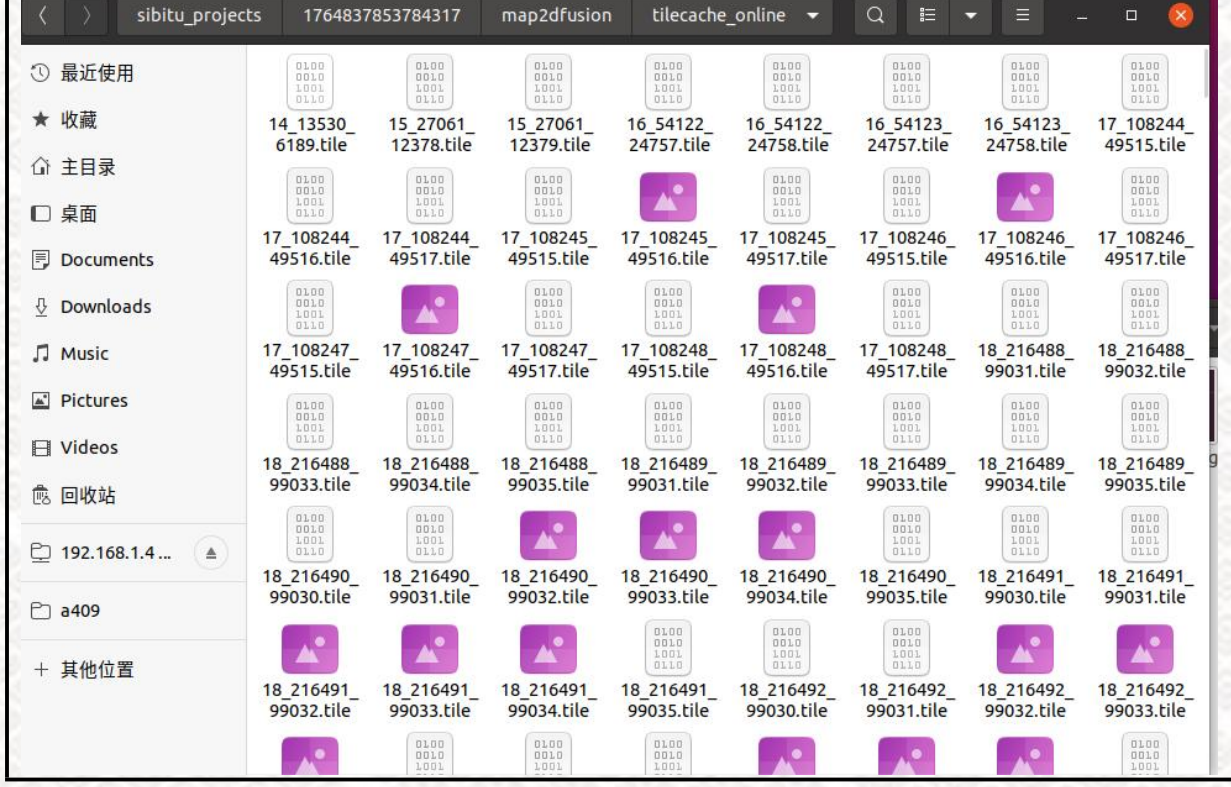 sibitu_projects 1764837853784317 map2dfusion tilecache_online
最近使用
收藏
主目录
桌面
Documents
Downloads
Music
Pictures
Videos
回收站
192.168.1.4 ...
a409
其他位置
14_13530_ 15_27061_ 15_27061_ 16_54122_ 16_54122_ 16_54123_ 16_54123_ 17_108244_
6189.tile 12378.tile 12379.tile 24757.tile 24758.tile 24757.tile 24758.tile 49515.tile
17_108244_ 17_108244_ 17_108245_ 17_108245_ 17_108245_ 17_108246_ 17_108246_ 17_108246_
49516.tile 49517.tile 49515.tile 49516.tile 49517.tile 49515.tile 49516.tile 49517.tile
17_108247_ 17_108247_ 17_108247_ 17_108248_ 17_108248_ 17_108248_ 18_216488_ 18_216488_
49515.tile 49516.tile 49517.tile 49515.tile 49516.tile 49517.tile 99031.tile 99032.tile
18_216488_ 18_216488_ 18_216488_ 18_216489_ 18_216489_ 18_216489_ 18_216489_ 18_216489_
99033.tile 99034.tile 99035.tile 99031.tile 99032.tile 99033.tile 99034.tile 99035.tile
18_216490_ 18_216490_ 18_216490_ 18_216490_ 18_216490_ 18_216490_ 18_216491_ 18_216491_
99030.tile 99031.tile 99032.tile 99033.tile 99034.tile 99035.tile 99030.tile 99031.tile
18_216491_ 18_216491_ 18_216491_ 18_216491_ 18_216492_ 18_216492_ 18_216492_ 18_216492_
99032.tile 99033.tile 99034.tile 99035.tile 99030.tile 99031.tile 99032.tile 99033.tile